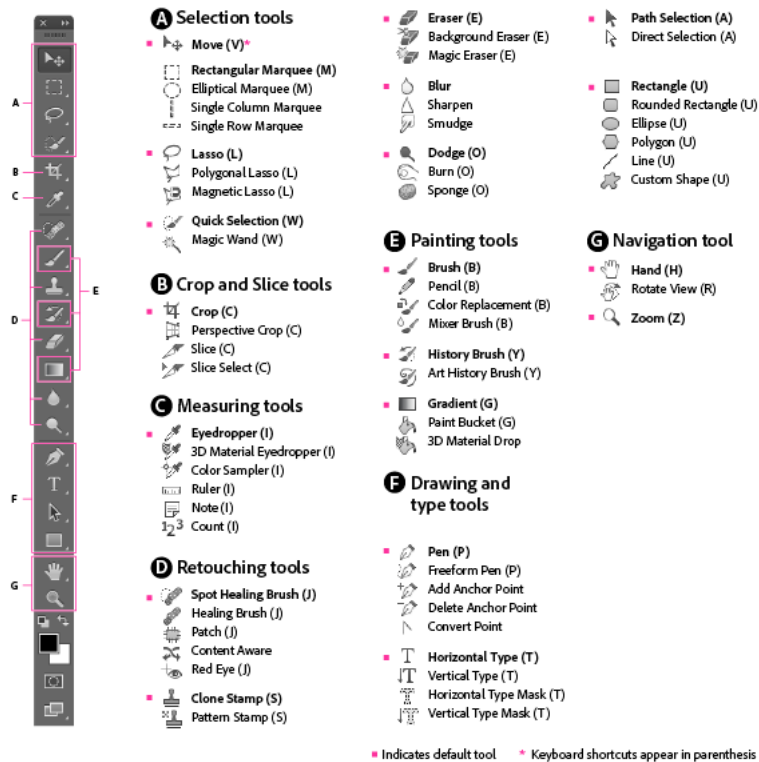 A
B
C
D
E
F
G
A Selection tools
Move (V)*
Rectangular Marquee (M)
Elliptical Marquee (M)
Single Column Marquee
Single Row Marquee
Lasso (L)
Polygonal Lasso (L)
Magnetic Lasso (L)
Quick Selection (W)
Magic Wand (W)
B Crop and Slice tools
Crop (C)
Perspective Crop (C)
Slice (C)
Slice Select (C)
C Measuring tools
Eyedropper (I)
3D Material Eyedropper (I)
Color Sampler (I)
Ruler (I)
Note (I)
Count (I)
D Retouching tools
Spot Healing Brush (J)
Healing Brush (J)
Patch (J)
Content Aware
Red Eye (J)
Clone Stamp (S)
Pattern Stamp (S)
Eraser (E)
Background Eraser (E)
Magic Eraser (E)
Blur
Sharpen
Smudge
Dodge (O)
Burn (O)
Sponge (O)
E Painting tools
Brush (B)
Pencil (B)
Color Replacement (B)
Mixer Brush (B)
History Brush (Y)
Art History Brush (Y)
Gradient (G)
Paint Bucket (G)
3D Material Drop
F Drawing and
type tools
Pen (P)
Freeform Pen (P)
Add Anchor Point
Delete Anchor Point
Convert Point
Horizontal Type (T)
Vertical Type (T)
Horizontal Type Mask (T)
Vertical Type Mask (T)
Path Selection (A)
Direct Selection (A)
Rectangle (U)
Rounded Rectangle (U)
Ellipse (U)
Polygon (U)
Line (U)
Custom Shape (U)
G Navigation tool
Hand (H)
Rotate View (R)
Zoom (Z)
Indicates default tool
* Keyboard shortcuts appear in parenthesis